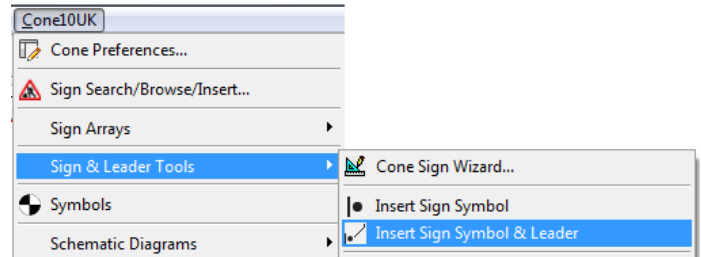 Cone10UK
Cone Preferences...
Sign Search/Browse/Insert...
Sign Arrays
Sign & Leader Tools
Cone Sign Wizard...
Symbols
Insert Sign Symbol
Insert Sign Symbol & Leader
Schematic Diagrams